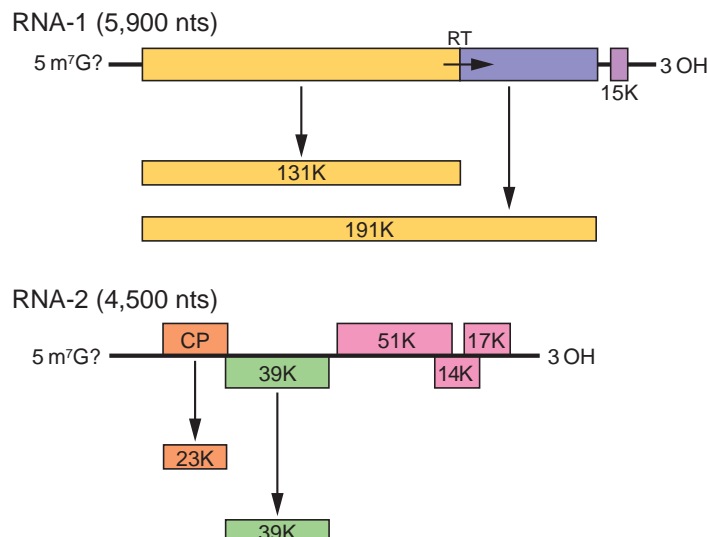 RNA-1 (5,900 nts)
RT
5 m⁷G?
3 OH
15K
131K
191K
RNA-2 (4,500 nts)
CP
51K
17K
5 m⁷G?
3 OH
39K
14K
23K
39K